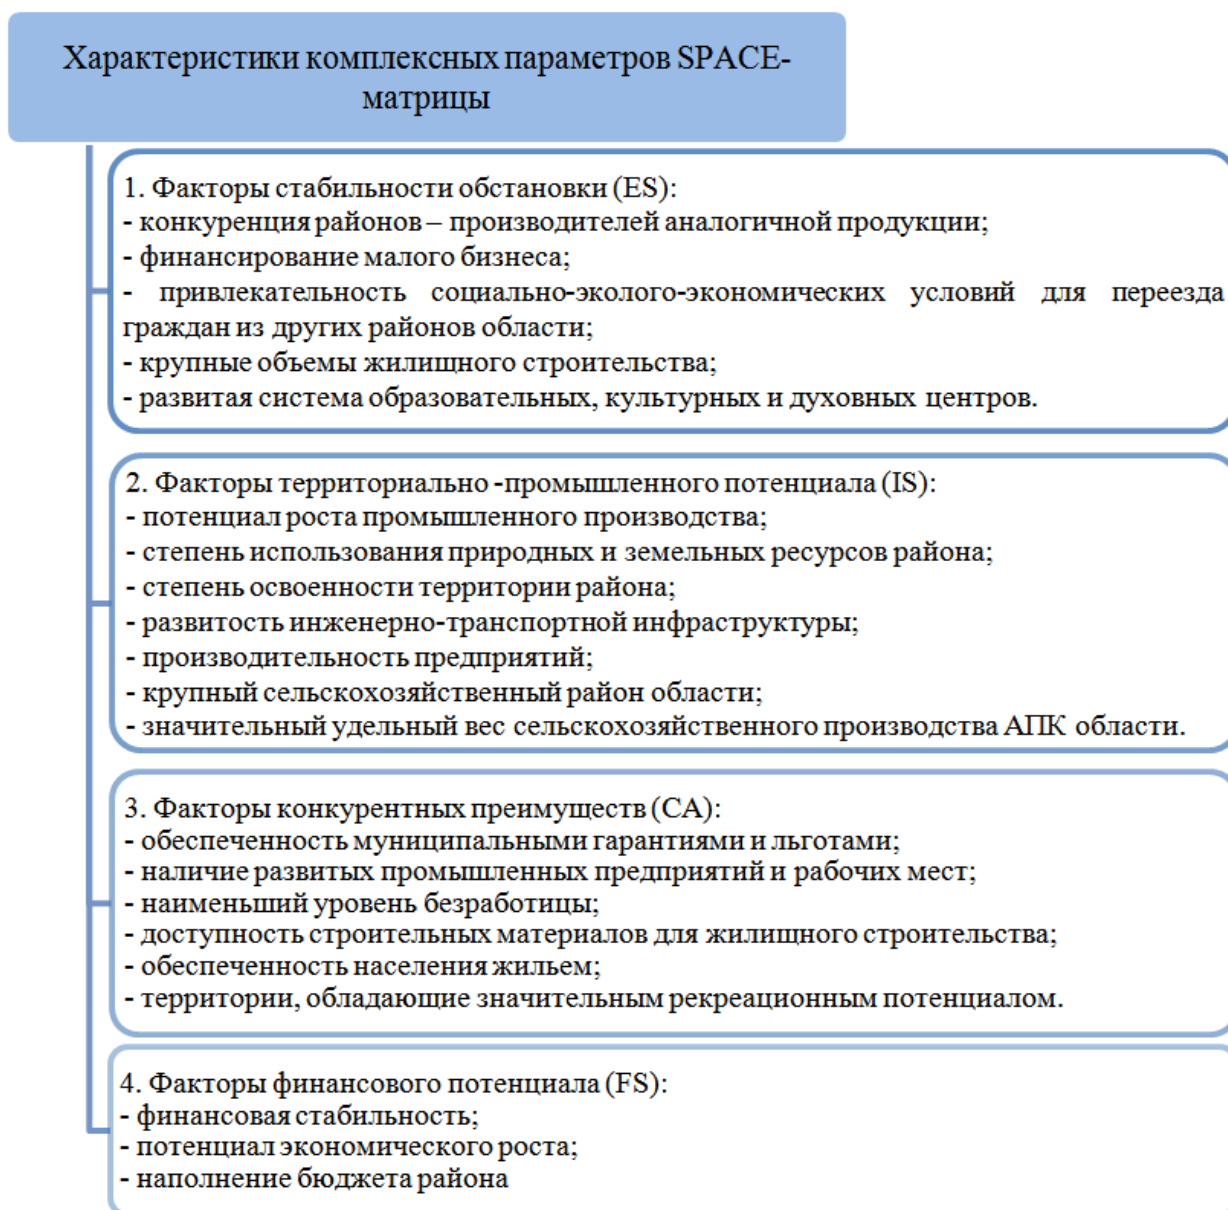 Характеристики комплексных параметров SPACE-
матрицы
1. Факторы стабильности обстановки (ES):
- конкуренция районов – производителей аналогичной продукции;
- финансирование малого бизнеса;
- привлекательность социально-эколого-экономических условий для переезда
граждан из других районов области;
- крупные объемы жилищного строительства;
- развитая система образовательных, культурных и духовных центров.
2. Факторы территориально-промышленного потенциала (IS):
- потенциал роста промышленного производства;
- степень использования природных и земельных ресурсов района;
- степень освоенности территории района;
- развитость инженерно-транспортной инфраструктуры;
- производительность предприятий;
- крупный сельскохозяйственный район области;
- значительный удельный вес сельскохозяйственного производства АПК области.
3. Факторы конкурентных преимуществ (CA):
- обеспеченность муниципальными гарантиями и льготами;
- наличие развитых промышленных предприятий и рабочих мест;
- наименьший уровень безработицы;
- доступность строительных материалов для жилищного строительства;
- обеспеченность населения жильем;
- территории, обладающие значительным рекреационным потенциалом.
4. Факторы финансового потенциала (FS):
- финансовая стабильность;
- потенциал экономического роста;
- наполнение бюджета района